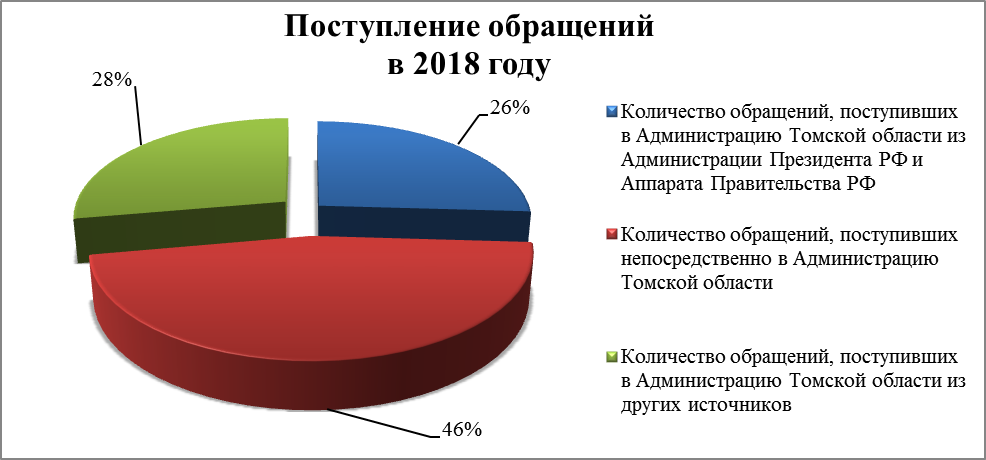 Поступление обращений
в 2018 году
28%
26%
46%
Количество обращений, поступивших
в Администрацию Томской области из
Администрации Президента РФ и
Аппарата Правительства РФ
Количество обращений, поступивших
непосредственно в Администрацию
Томской области
Количество обращений, поступивших
в Администрацию Томской области из
других источников